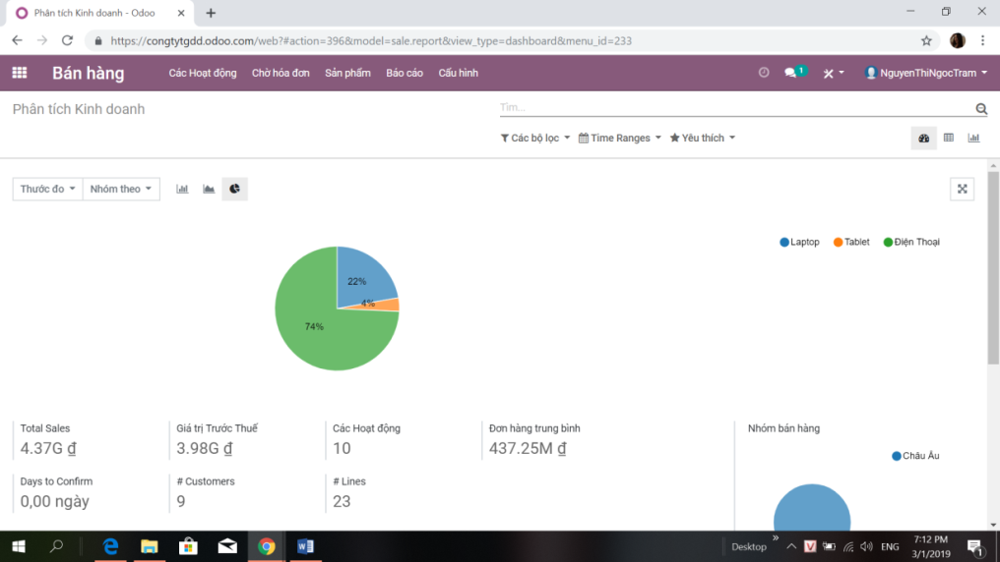 Phân tích Kinh doanh - Odoo
https://congtytgdd.odoo.com/web?#action=396&model=sale.report&view_type=dashboard&menu_id=233
Bán hàng Các Hoạt động Chờ hóa đơn Sản phẩm Báo cáo Cấu hình 1 NguyenThiNgocTram
Phân tích Kinh doanh Tìm...
Các bộ lọc Time Ranges Yêu thích
Thước đo Nhóm theo
Laptop Tablet Điện Thoại
22%
4%
74%
Total Sales Giá trị Trước Thuế Các Hoạt động Đơn hàng trung bình Nhóm bán hàng
4.37G ₫ 3.98G ₫ 10 437.25M ₫
Châu Âu
Days to Confirm # Customers # Lines
0,00 ngày 9 23
Desktop ENG 7:12 PM
3/1/2019 1